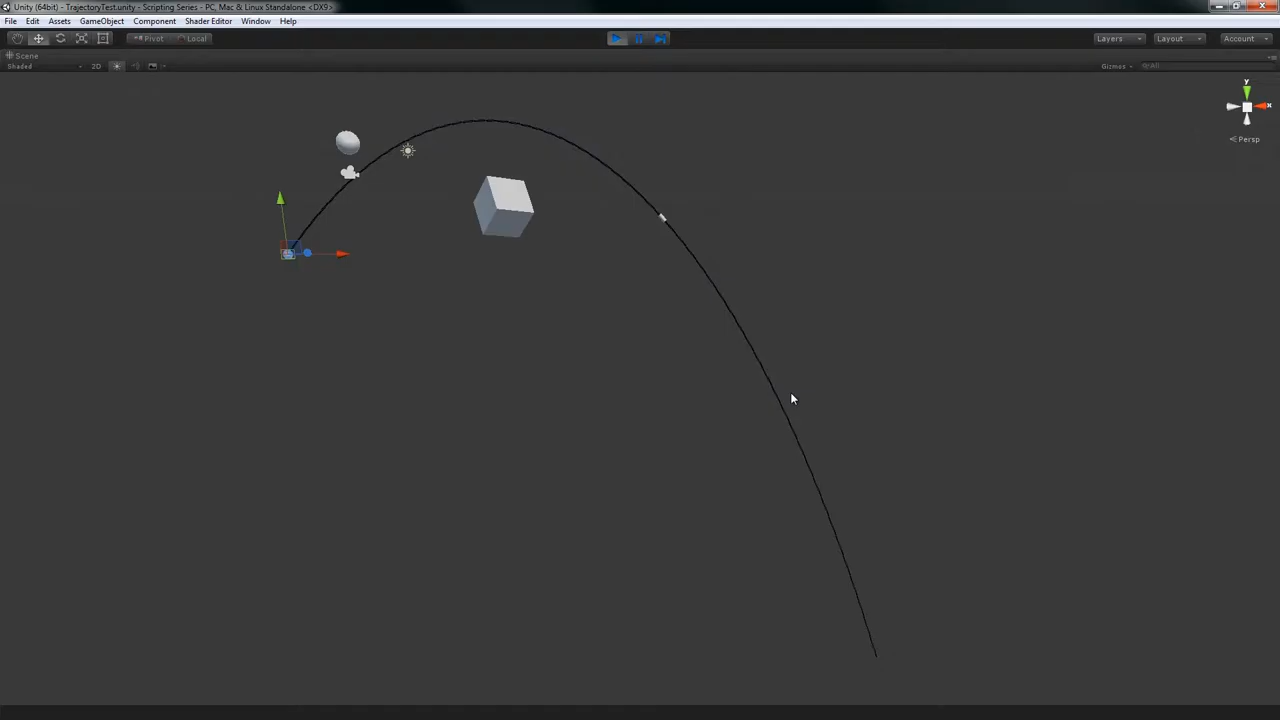 Unity (64bit) - TrajectoryTest.unity - Scripting Series - PC, Mac & Linux Standalone <DX9>
File Edit Assets GameObject Component Shader Editor Window Help
Pivot Local Layers Layout Account
Scene
Shaded 2D Gizmos All
y
x
Persp